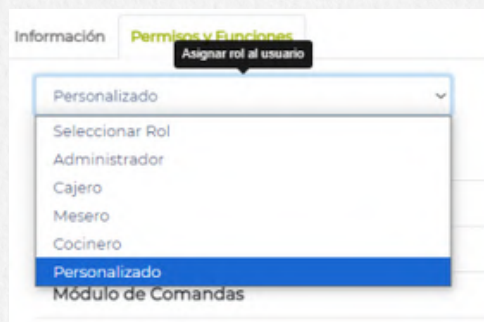 Información Permisos y Funciones
Asignar rol al usuario
Personalizado
Seleccionar Rol
Administrador
Cajero
Mesero
Cocinero
Personalizado
Módulo de Comandas